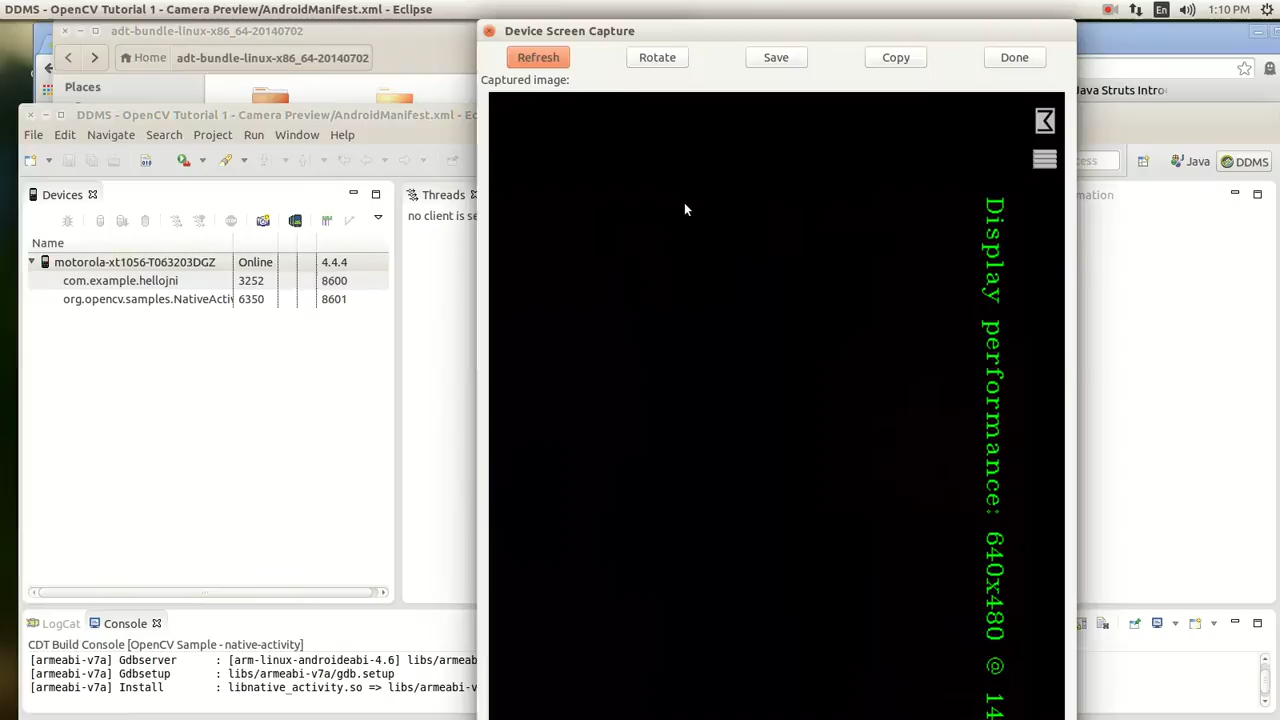 DDMS - OpenCV Tutorial 1 - Camera Preview/AndroidManifest.xml - Eclipse
En
1:10 PM
adt-bundle-linux-x86_64-20140702
Home
adt-bundle-linux-x86_64-20140702
Places
DDMS - OpenCV Tutorial 1 - Camera Preview/AndroidManifest.xml - Ec
File Edit Navigate Search Project Run Window Help
Devices
Threads
no client is se
Name
motorola-xt1056-T063203DGZ Online 4.4.4
com.example.hellojni 3252 8600
org.opencv.samples.NativeActiv 6350 8601
LogCat
Console
CDT Build Console [OpenCV Sample - native-activity]
[armeabi-v7a] Gdbserver : [arm-linux-androideabi-4.6] libs/armeab
[armeabi-v7a] Gdbsetup : libs/armeabi-v7a/gdb.setup
[armeabi-v7a] Install : libnative_activity.so => libs/armeabi-v
Device Screen Capture
Refresh Rotate Save Copy Done
Captured image:
Display performance: 640x480 @ 14
Java Struts Intro
Java
DDMS